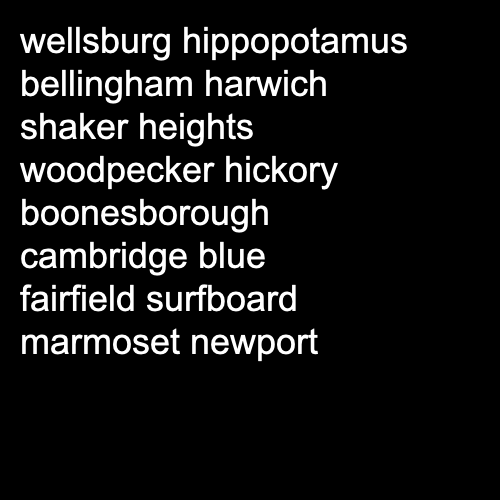 wellsburg hippopotamus
bellingham harwich
shaker heights
woodpecker hickory
boonesborough
cambridge blue
fairfield surfboard
marmoset newport